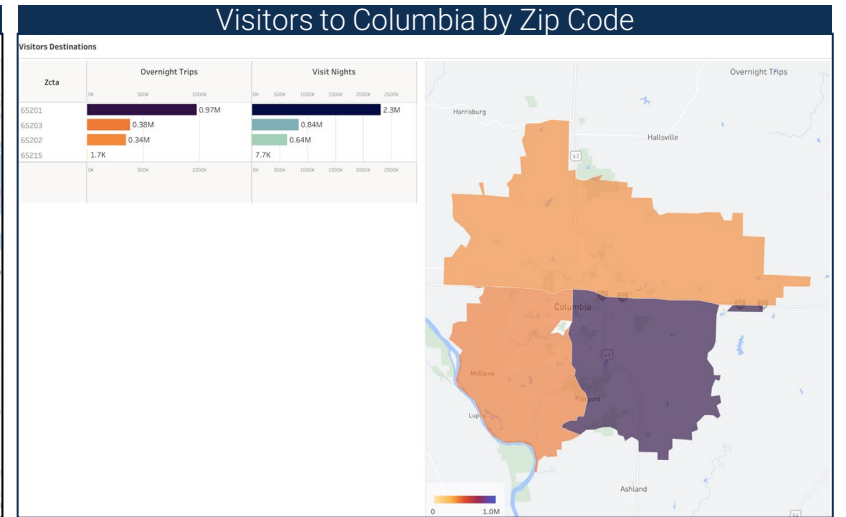 Visitors to Columbia by Zip Code
Visitors Destinations
Zcta
Overnight Trips
Visit Nights
0K 500K 1000K
0K 500K 1000K 1500K 2000K 2500K
65201 0.97M 2.3M
65203 0.38M 0.84M
65202 0.34M 0.64M
65215 1.7K 7.7K
0K 500K 1000K
0K 500K 1000K 1500K 2000K 2500K
Overnight Trips
Harrisburg
Hallsville
63
Columbia
63
McBaine
Pierpont
Lupus
Ashland
0 1.0M